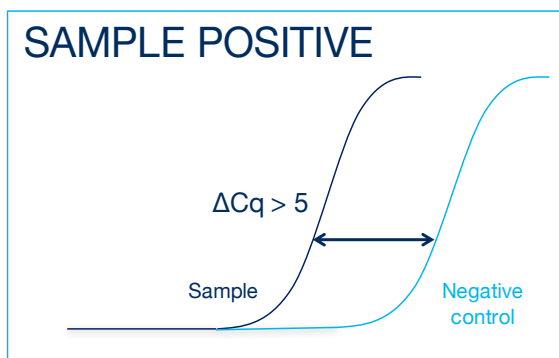 SAMPLE POSITIVE
ΔCq > 5
Sample
Negative
control